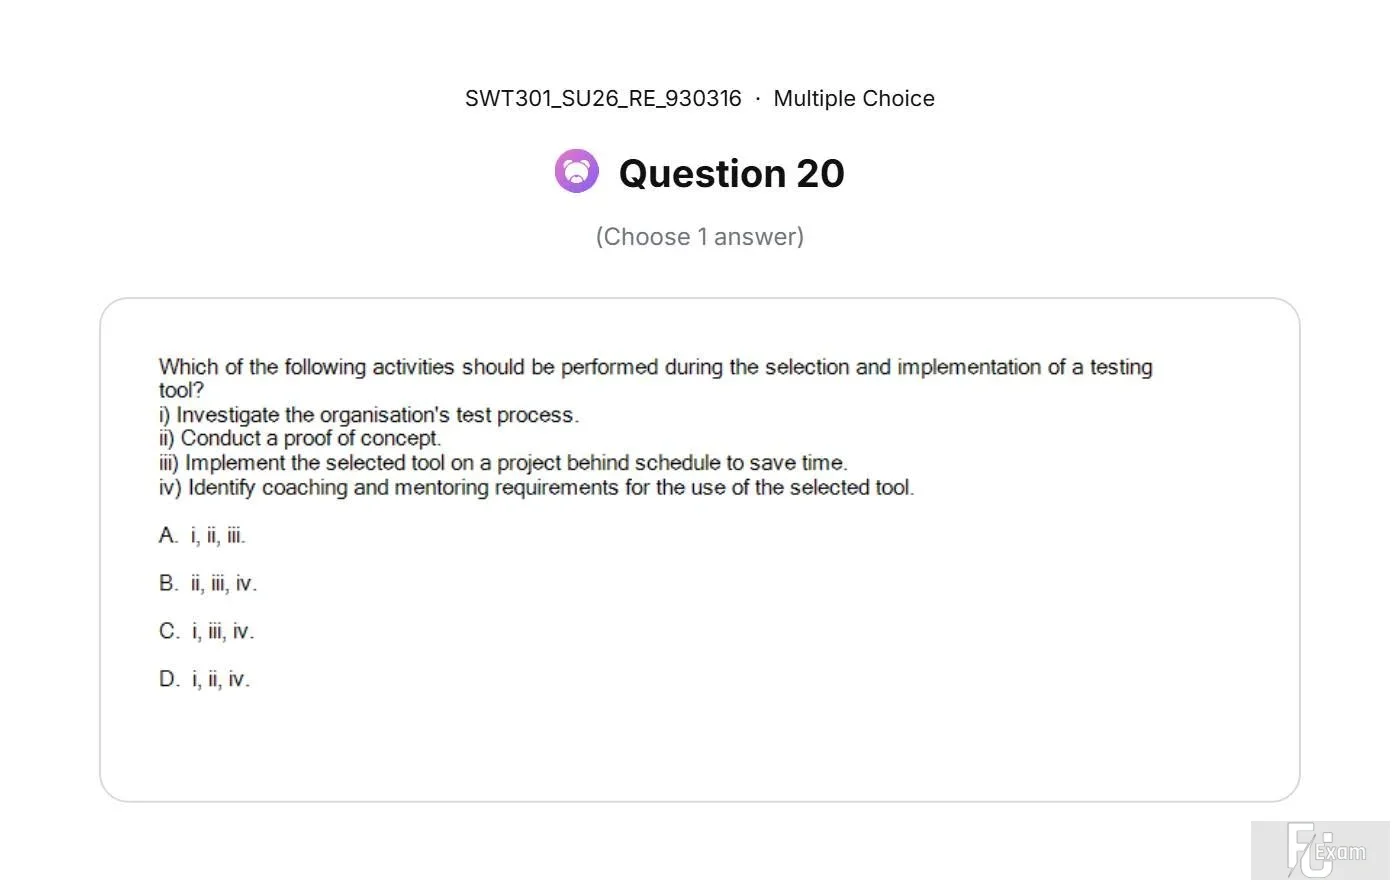 SWT301_SU26_RE_930316 · Multiple Choice
Question 20
(Choose 1 answer)
Which of the following activities should be performed during the selection and implementation of a testing
tool?
i) Investigate the organisation's test process.
ii) Conduct a proof of concept.
iii) Implement the selected tool on a project behind schedule to save time.
iv) Identify coaching and mentoring requirements for the use of the selected tool.
A. i, ii, iii.
B. ii, iii, iv.
C. i, iii, iv.
D. i, ii, iv.
Exam